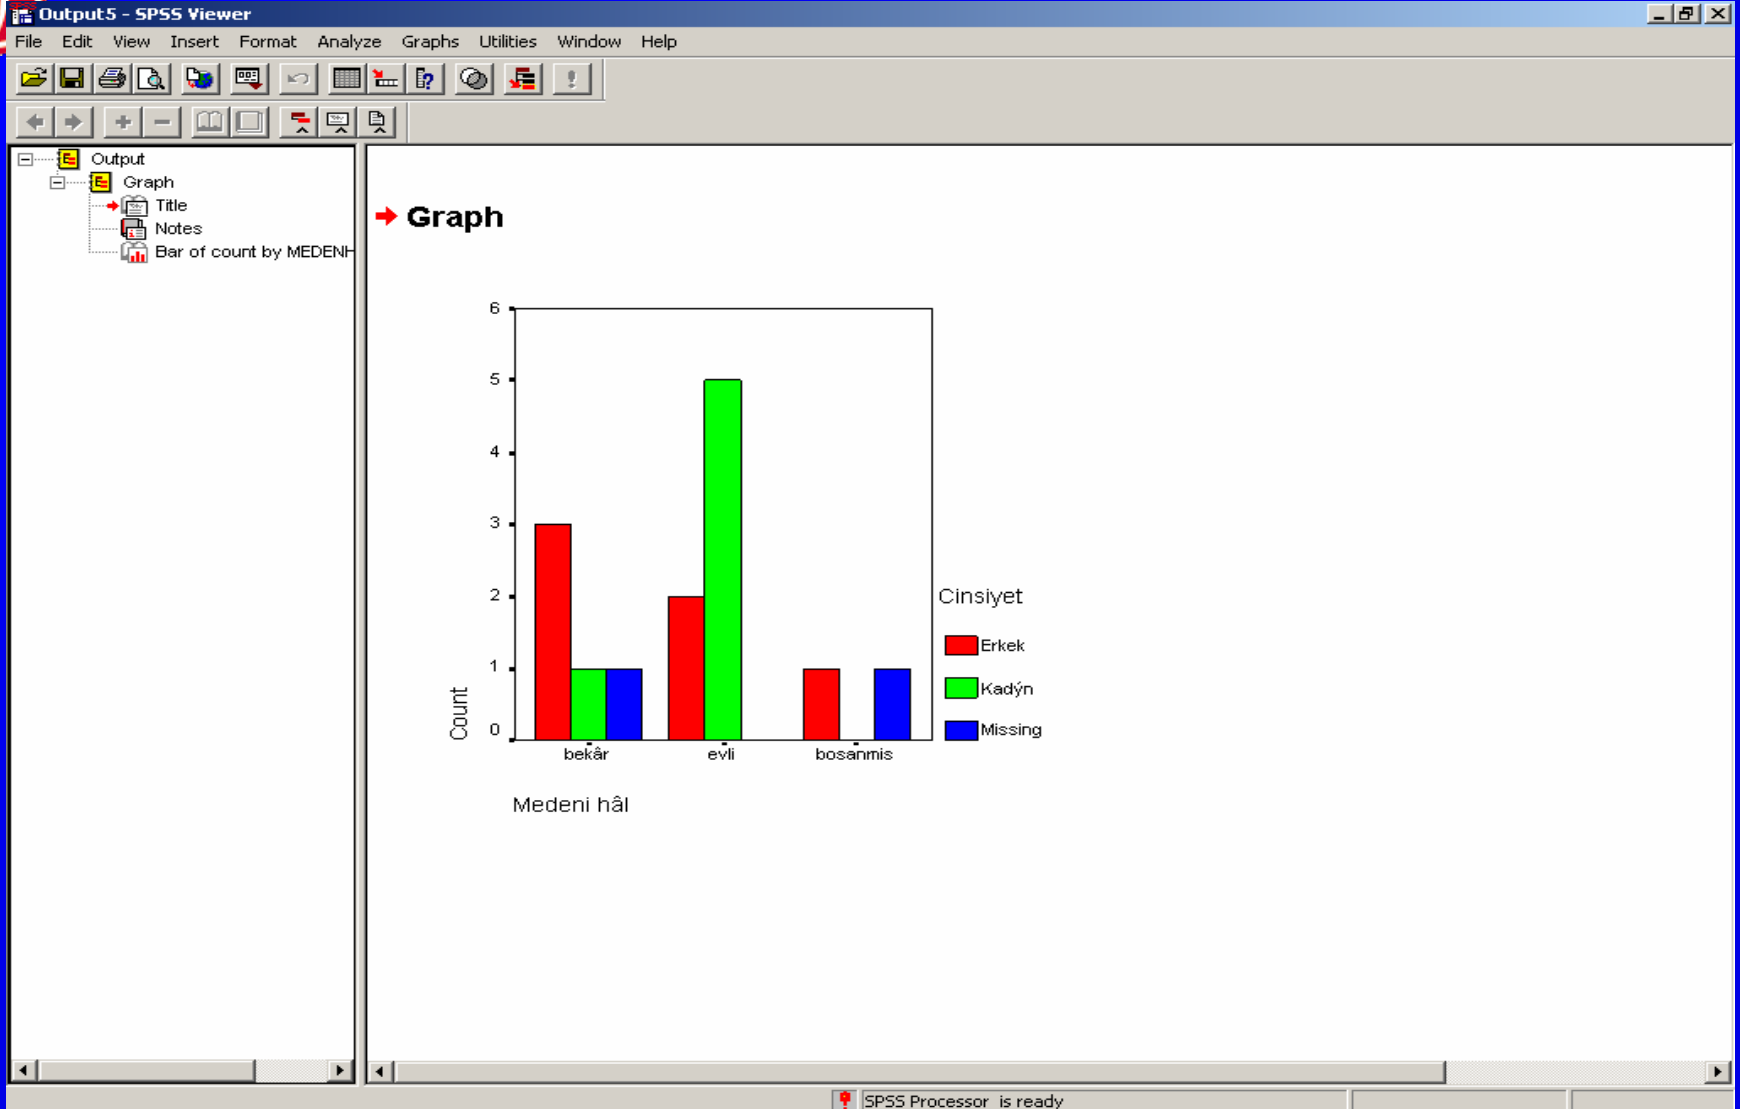 Output5 - SPSS Viewer
File Edit View Insert Format Analyze Graphs Utilities Window Help
Output
Graph
Title
Notes
Bar of count by MEDENH
Graph
6
5
4
3
2
1
0
Count
bekâr evli bosanmis
Medeni hâl
Cinsiyet
Erkek
Kadýn
Missing
SPSS Processor is ready